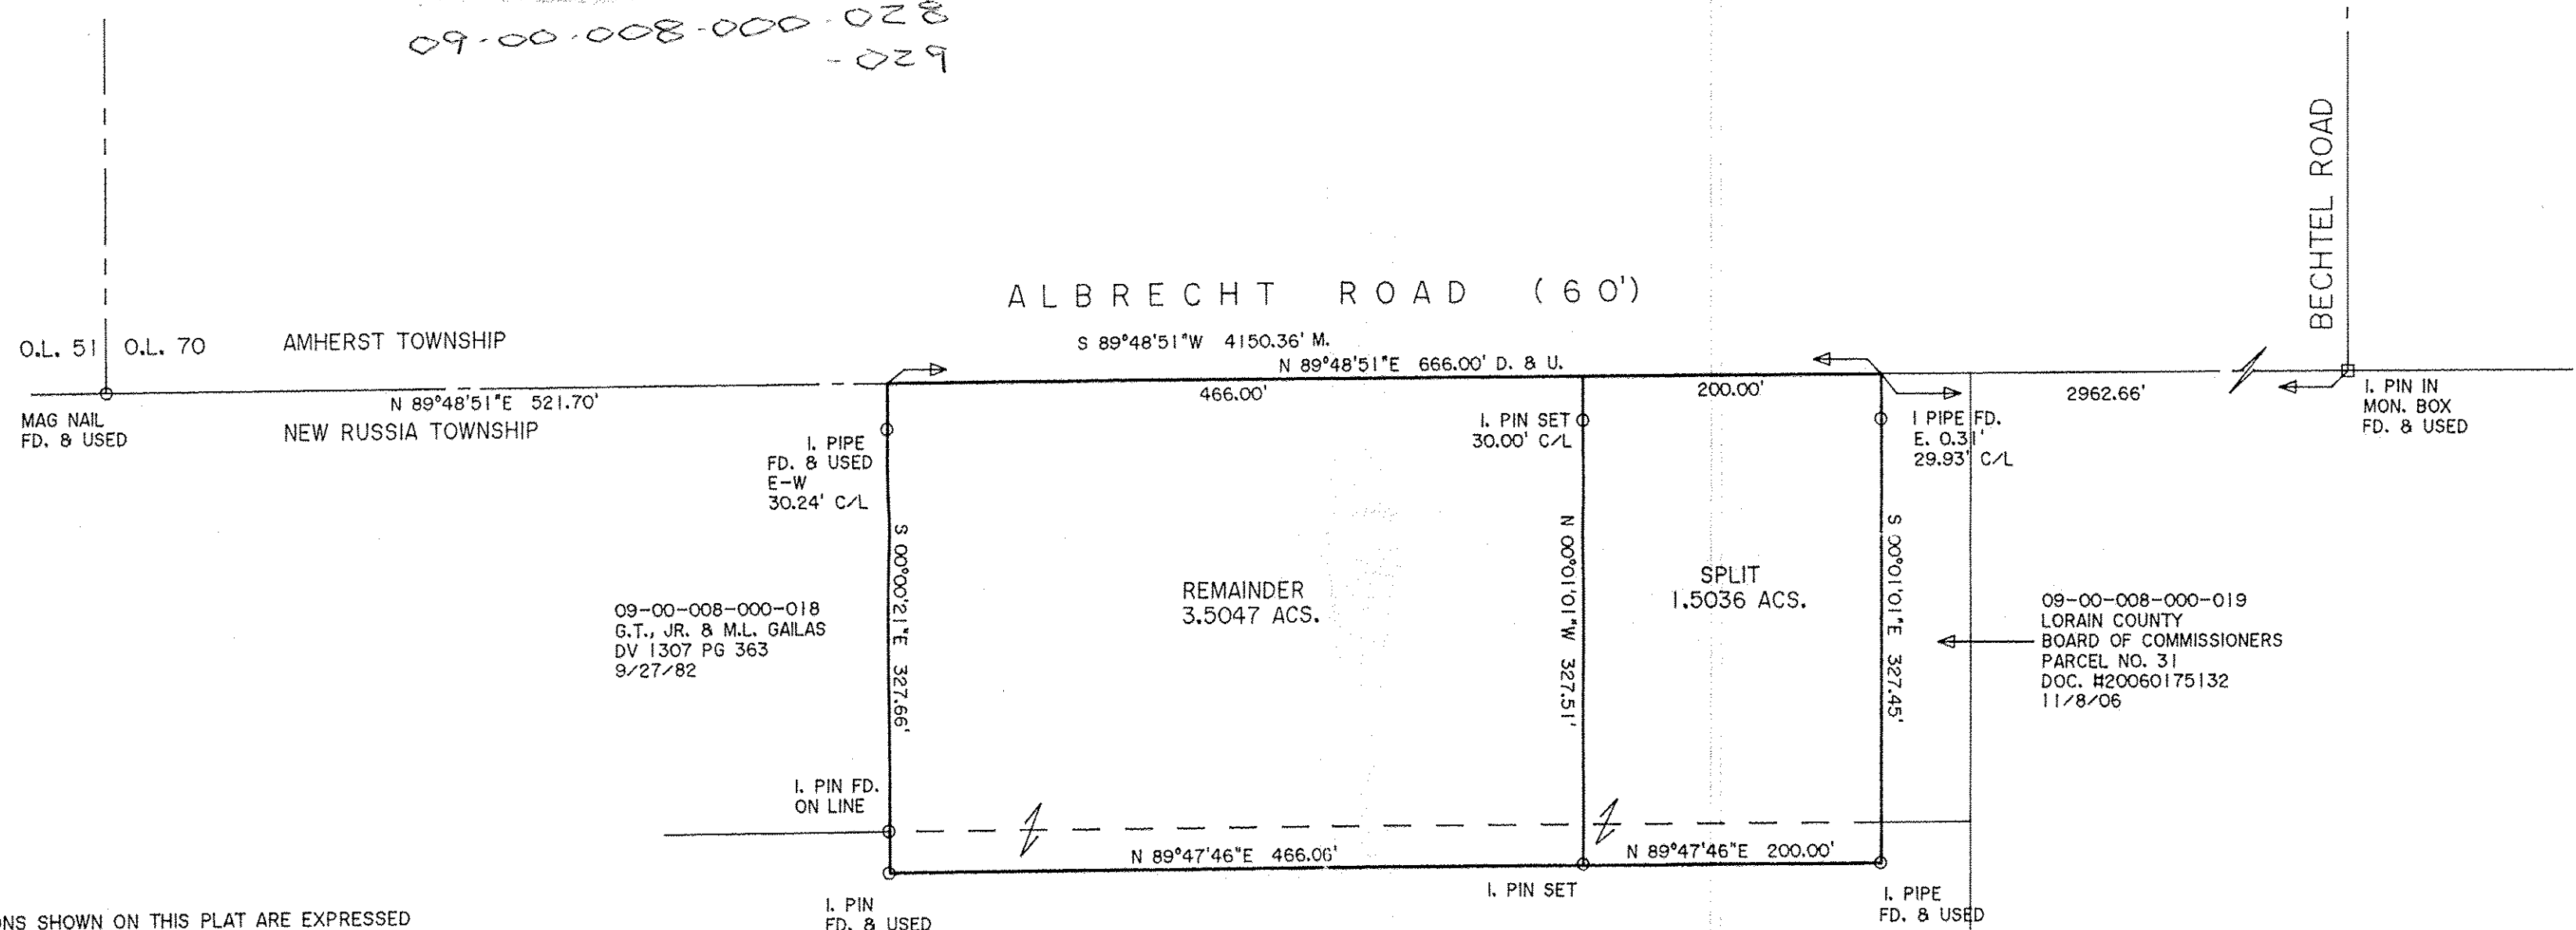 09-00-008-000-028
-029
BECHTEL ROAD
ALBRECHT ROAD (60')
O.L. 51 O.L. 70 AMHERST TOWNSHIP
S 89°48'51"W 4150.36' M.
N 89°48'51"E 666.00' D. & U.
N 89°48'51"E 521.70'
466.00'
200.00'
2962.66'
MAG NAIL
FD. & USED
NEW RUSSIA TOWNSHIP
I. PIPE
FD. & USED
E-W
30.24' C/L
I. PIN SET
30.00' C/L
I PIPE FD.
E. 0.31'
29.93' C/L
I. PIN IN
MON. BOX
FD. & USED
S 00°00'21"E 327.66'
N 00°01'01"W 327.51'
S 00°01'01"E 327.45'
REMAINDER
3.5047 ACS.
SPLIT
1.5036 ACS.
09-00-008-000-018
G.T., JR. & M.L. GAILAS
DV 1307 PG 363
9/27/82
09-00-008-000-019
LORAIN COUNTY
BOARD OF COMMISSIONERS
PARCEL NO. 31
DOC. #20060175132
11/8/06
I. PIN FD.
ON LINE
N 89°47'46"E 466.06'
N 89°47'46"E 200.00'
I. PIN
FD. & USED
I. PIN SET
I. PIPE
FD. & USED
ONS SHOWN ON THIS PLAT ARE EXPRESSED